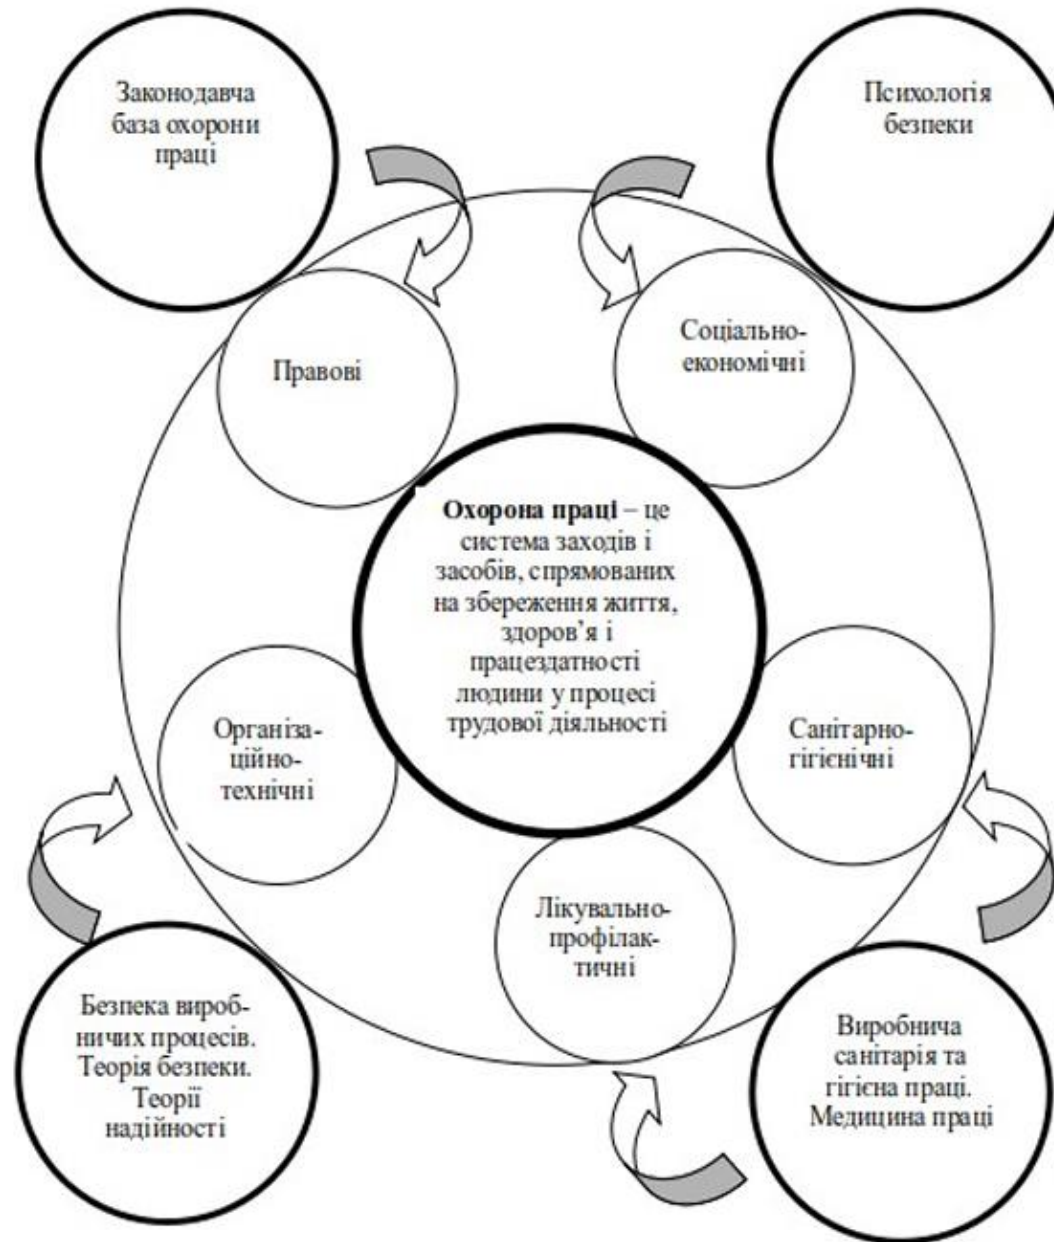 Законодавча
база охорони
праці
Психологія
безпеки
Правові
Соціально-
економічні
Охорона праці – це
система заходів і
засобів, спрямованих
на збереження життя,
здоров’я і
працездатності
людини у процесі
трудової діяльності
Організа-
ційно-
технічні
Санітарно-
гігієнічні
Лікувально-
профілак-
тичні
Безпека вироб-
ничих процесів.
Теорія безпеки.
Теорії
надійності
Виробнича
санітарія та
гігієна праці.
Медицина праці